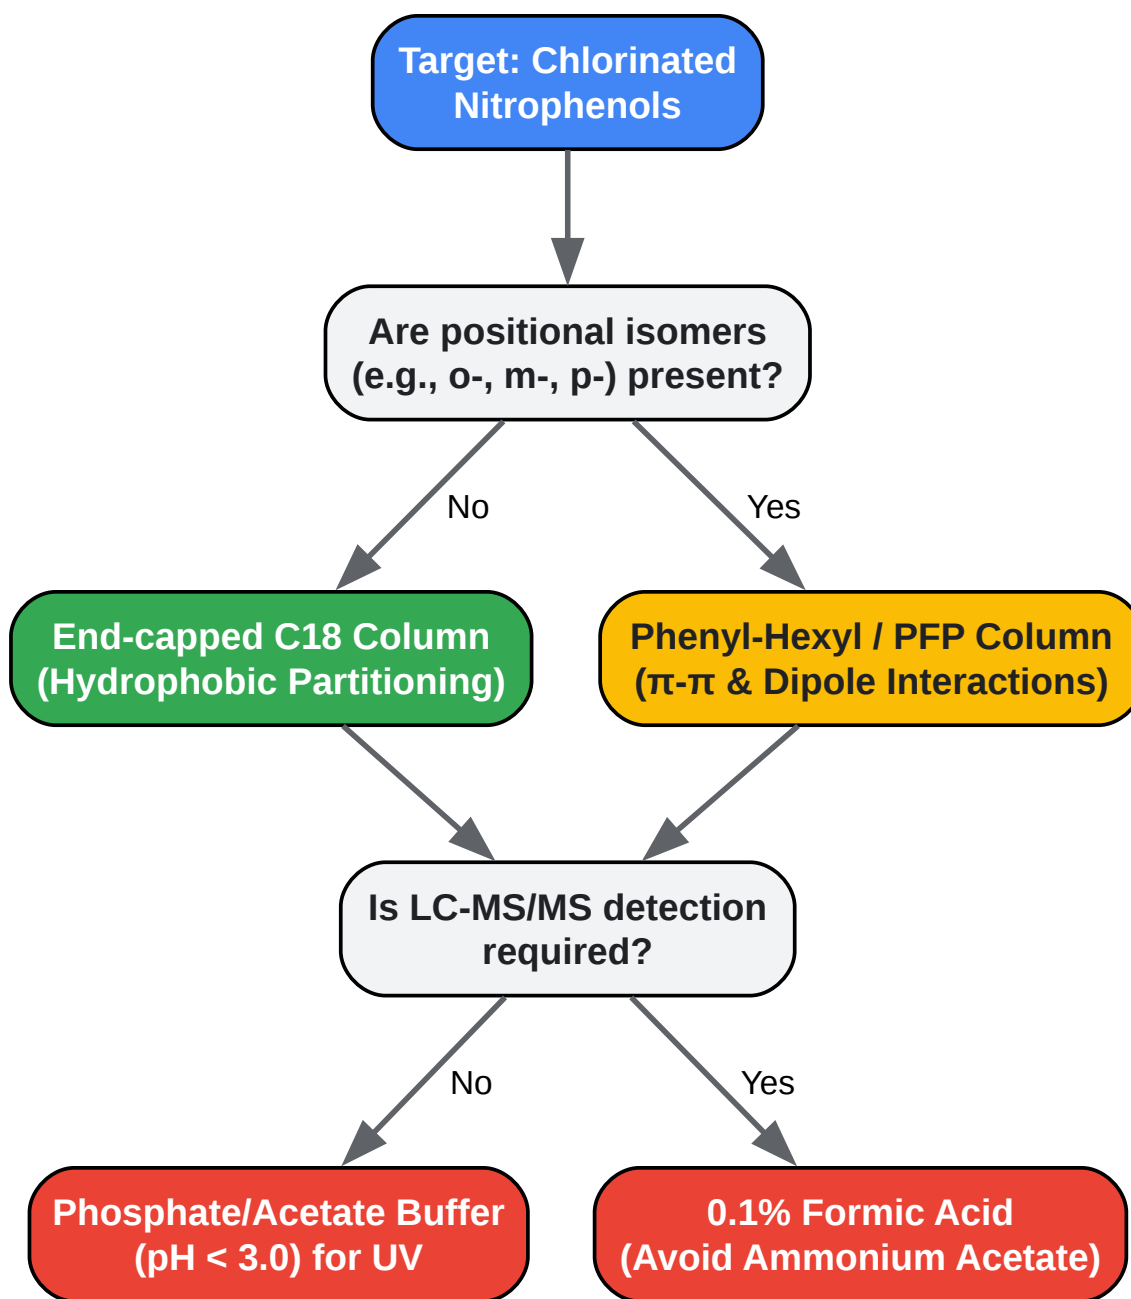 Target: Chlorinated
Nitrophenols
Are positional isomers
(e.g., o-, m-, p-) present?
No
Yes
End-capped C18 Column
(Hydrophobic Partitioning)
Phenyl-Hexyl / PFP Column
(π-π & Dipole Interactions)
Is LC-MS/MS detection
required?
No
Yes
Phosphate/Acetate Buffer
(pH < 3.0) for UV
0.1% Formic Acid
(Avoid Ammonium Acetate)